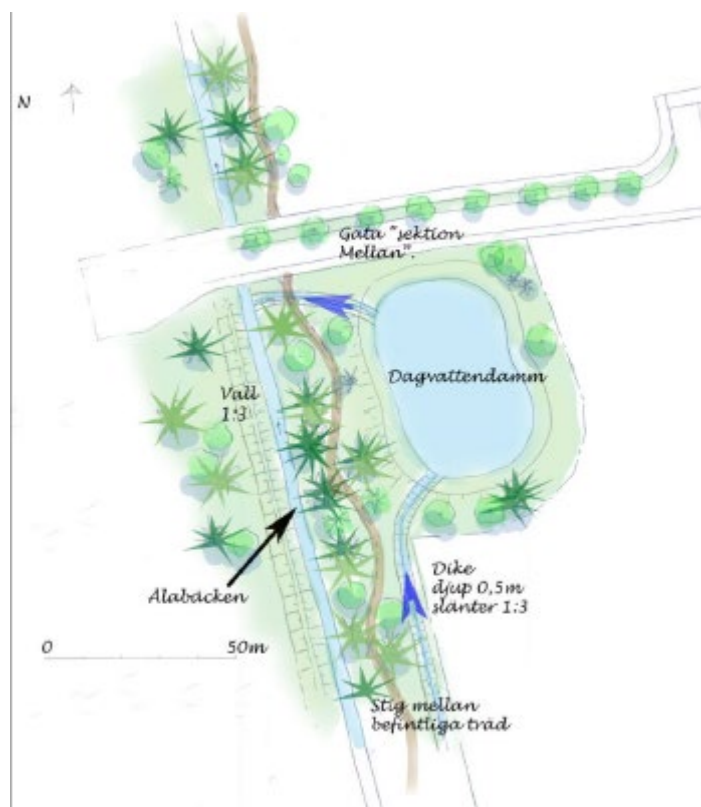 N
Gata "sektion
Mellan".
Dagvattendamm
Vall
1:3
Alabäcken
Dike
djup 0,5m
slänter 1:3
0 50m
Stig mellan
befintliga träd